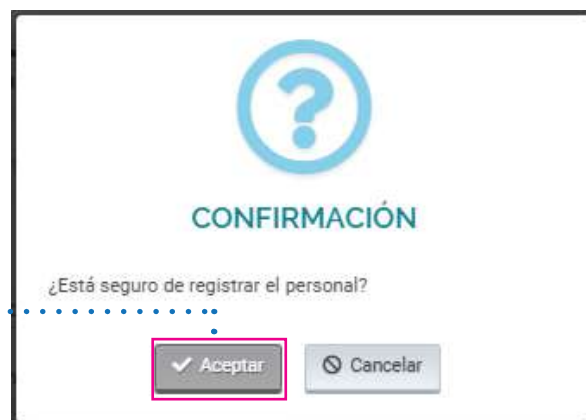 ?
CONFIRMACIÓN
¿Está seguro de registrar el personal?
Aceptar
Cancelar